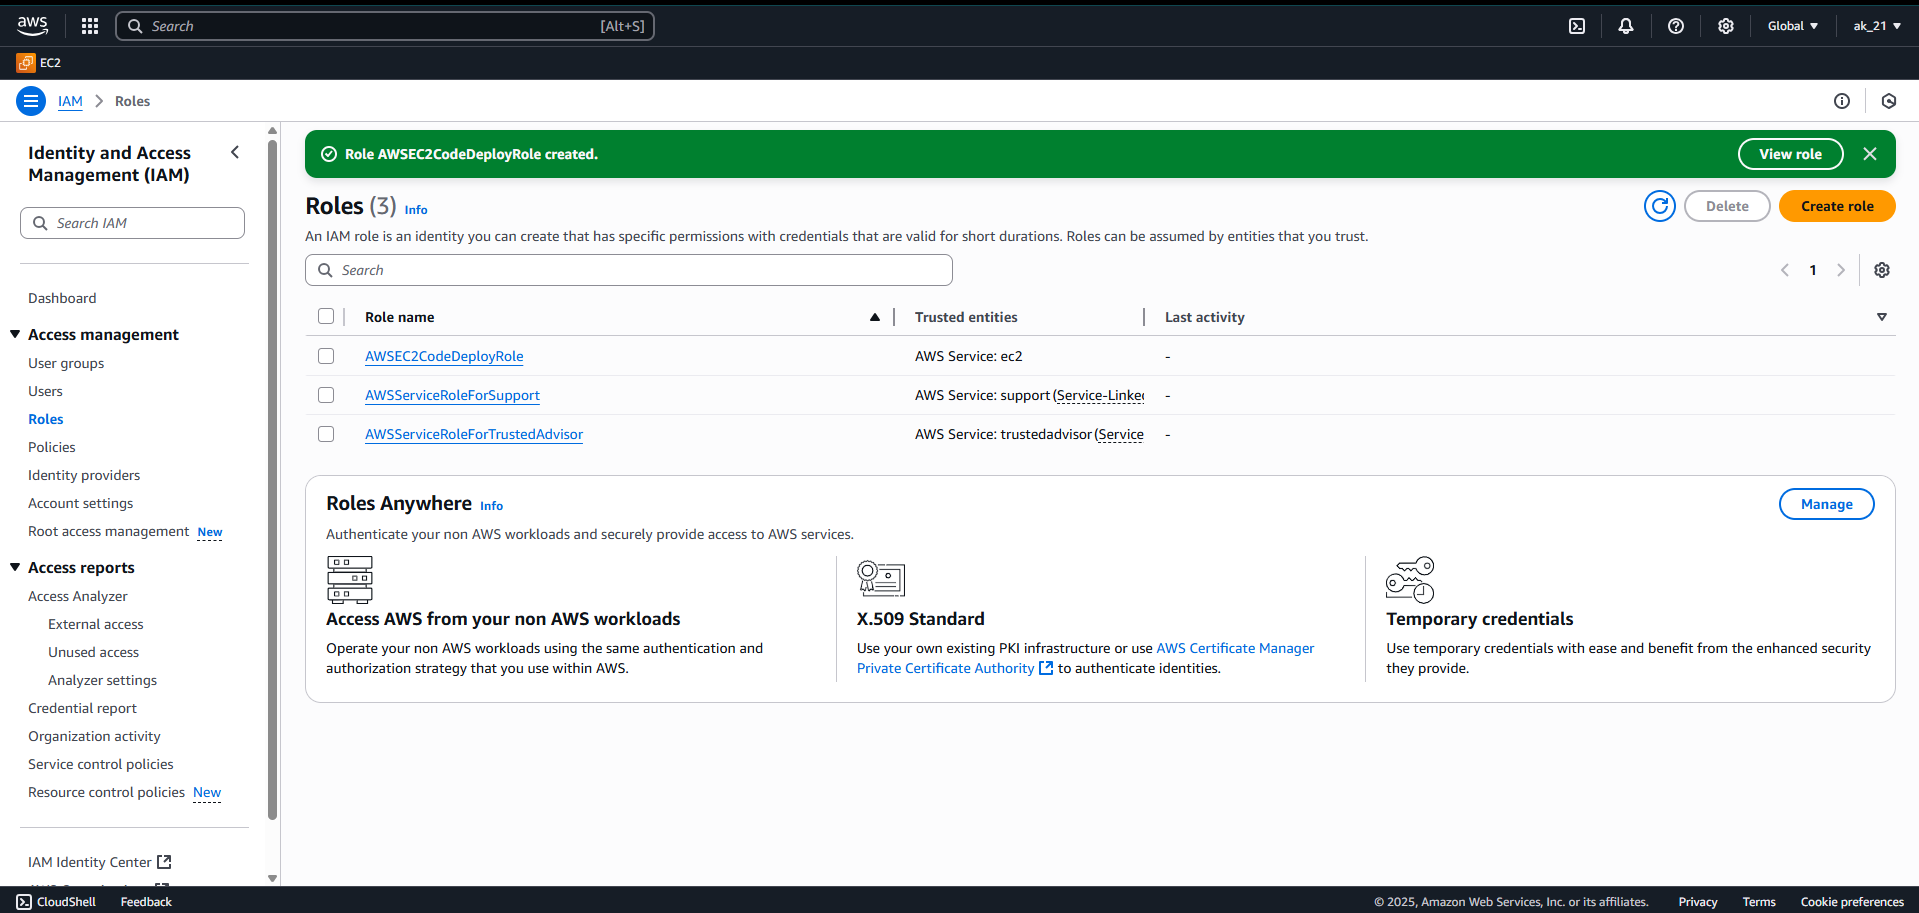 aws
Search [Alt+S]
Global
ak_21
EC2
IAM
Roles
Identity and Access
Management (IAM)
Search IAM
Dashboard
Access management
User groups
Users
Roles
Policies
Identity providers
Account settings
Root access management New
Access reports
Access Analyzer
External access
Unused access
Analyzer settings
Credential report
Organization activity
Service control policies
Resource control policies New
IAM Identity Center
Role AWSEC2CodeDeployRole created.
View role
Roles (3) Info
Delete
Create role
An IAM role is an identity you can create that has specific permissions with credentials that are valid for short durations. Roles can be assumed by entities that you trust.
Search
1
Role name Trusted entities Last activity
AWSEC2CodeDeployRole AWS Service: ec2 -
AWSServiceRoleForSupport AWS Service: support (Service-Linked -
AWSServiceRoleForTrustedAdvisor AWS Service: trustedadvisor (Service -
Roles Anywhere Info
Manage
Authenticate your non AWS workloads and securely provide access to AWS services.
Access AWS from your non AWS workloads
Operate your non AWS workloads using the same authentication and
authorization strategy that you use within AWS.
X.509 Standard
Use your own existing PKI infrastructure or use AWS Certificate Manager
Private Certificate Authority to authenticate identities.
Temporary credentials
Use temporary credentials with ease and benefit from the enhanced security
they provide.
CloudShell
Feedback
© 2025, Amazon Web Services, Inc. or its affiliates.
Privacy
Terms
Cookie preferences